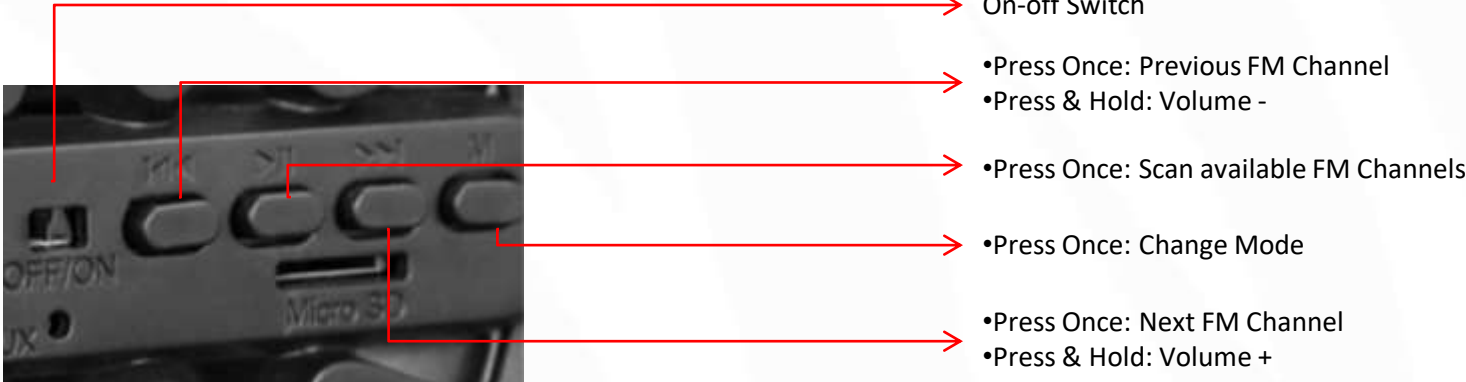 On-off Switch
•Press Once: Previous FM Channel
•Press & Hold: Volume -
•Press Once: Scan available FM Channels
•Press Once: Change Mode
•Press Once: Next FM Channel
•Press & Hold: Volume +
M
OFF/ON
Micro SD
UX